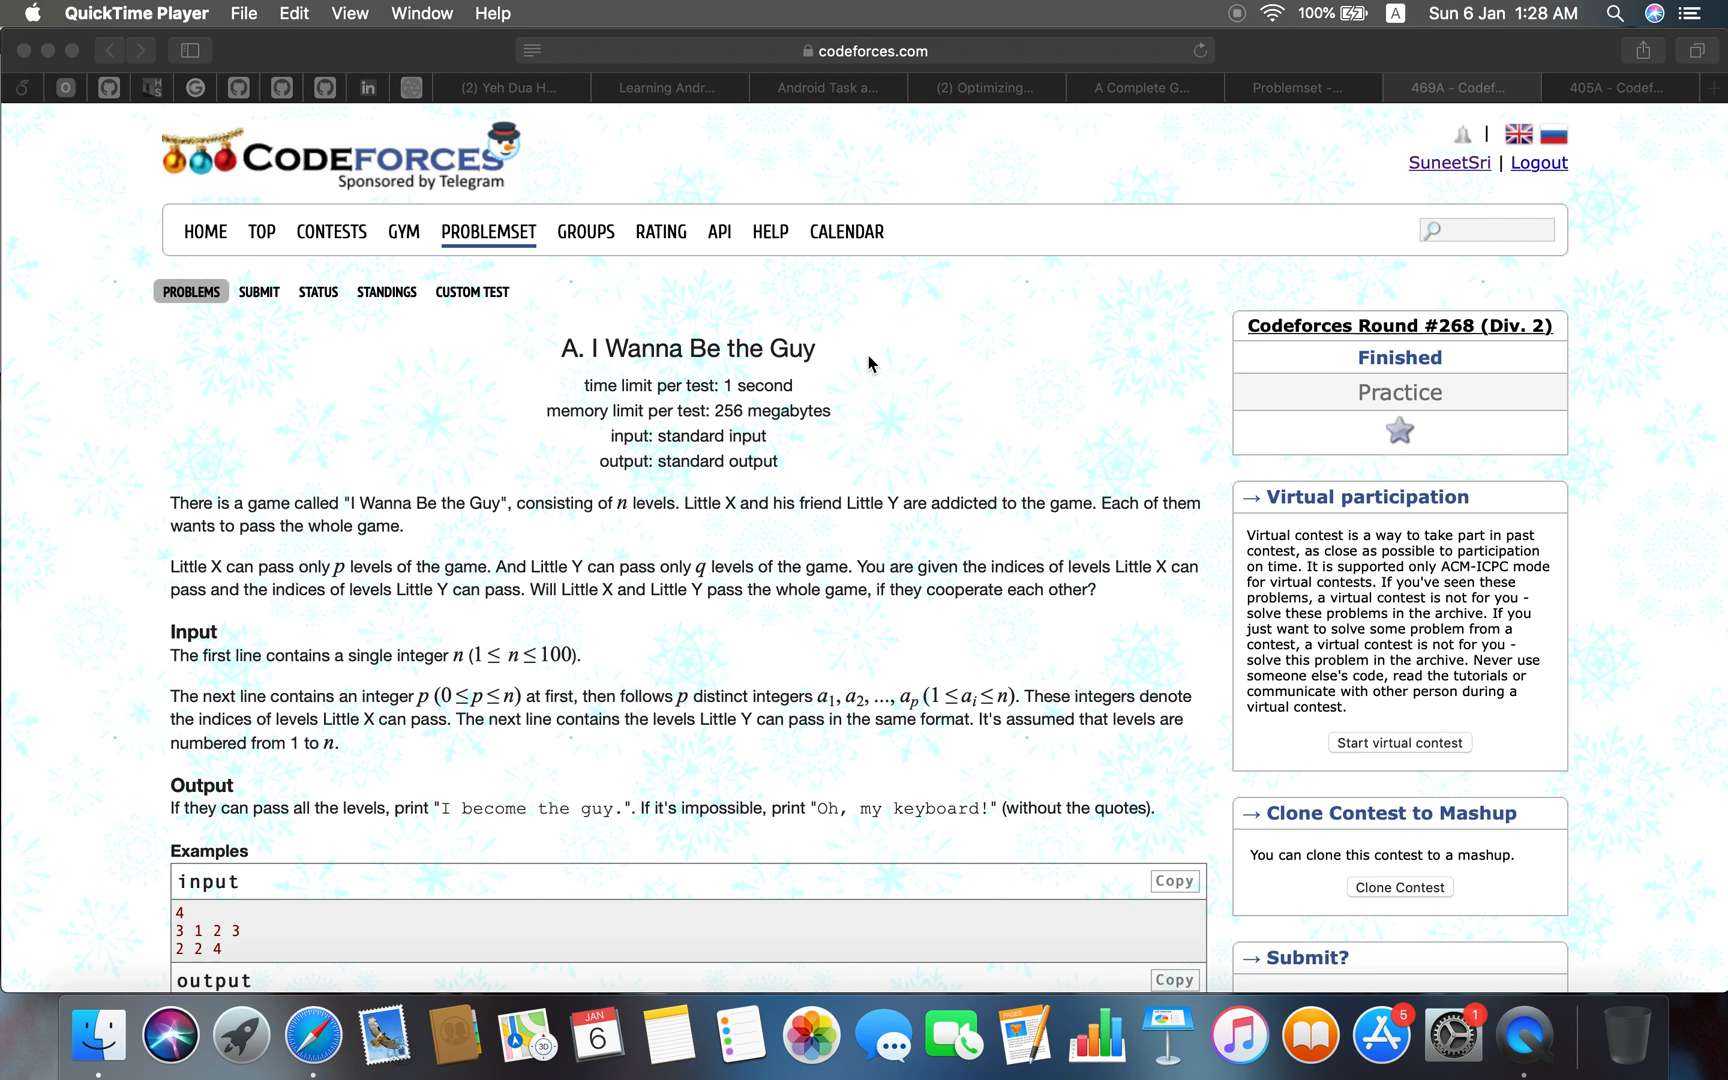 QuickTime Player File Edit View Window Help 100% A Sun 6 Jan 1:28 AM
codeforces.com
O G in (2) Yeh Dua H... Learning Andr... Android Task a... (2) Optimizing... A Complete G... Problemset -... 469A - Codef... 405A - Codef...
CODEFORCES
Sponsored by Telegram
SuneetSri | Logout
HOME TOP CONTESTS GYM PROBLEMSET GROUPS RATING API HELP CALENDAR
PROBLEMS SUBMIT STATUS STANDINGS CUSTOM TEST
A. I Wanna Be the Guy
time limit per test: 1 second
memory limit per test: 256 megabytes
input: standard input
output: standard output
There is a game called "I Wanna Be the Guy", consisting of n levels. Little X and his friend Little Y are addicted to the game. Each of them
wants to pass the whole game.
Little X can pass only p levels of the game. And Little Y can pass only q levels of the game. You are given the indices of levels Little X can
pass and the indices of levels Little Y can pass. Will Little X and Little Y pass the whole game, if they cooperate each other?
Input
The first line contains a single integer n (1 ≤ n ≤ 100).
The next line contains an integer p (0 ≤ p ≤ n) at first, then follows p distinct integers a1, a2, ..., ap (1 ≤ ai ≤ n). These integers denote
the indices of levels Little X can pass. The next line contains the levels Little Y can pass in the same format. It's assumed that levels are
numbered from 1 to n.
Output
If they can pass all the levels, print "I become the guy.". If it's impossible, print "Oh, my keyboard!" (without the quotes).
Examples
input Copy
4
3 1 2 3
2 2 4
output Copy
Codeforces Round #268 (Div. 2)
Finished
Practice
→ Virtual participation
Virtual contest is a way to take part in past
contest, as close as possible to participation
on time. It is supported only ACM-ICPC mode
for virtual contests. If you've seen these
problems, a virtual contest is not for you -
solve these problems in the archive. If you
just want to solve some problem from a
contest, a virtual contest is not for you -
solve this problem in the archive. Never use
someone else's code, read the tutorials or
communicate with other person during a
virtual contest.
Start virtual contest
→ Clone Contest to Mashup
You can clone this contest to a mashup.
Clone Contest
→ Submit?
3D
JAN
6
PAGES
5
1